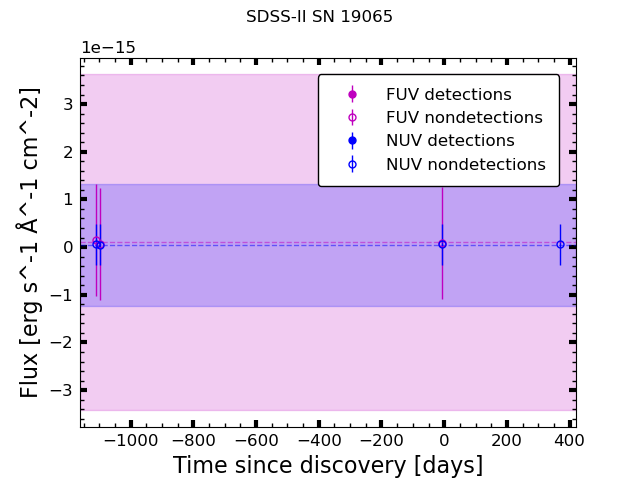 SDSS-II SN 19065
1e−15
FUV detections
FUV nondetections
NUV detections
NUV nondetections
3
2
1
0
−1
−2
−3
Flux [erg s^-1 Å^-1 cm^-2]
−1000 −800 −600 −400 −200 0 200 400
Time since discovery [days]